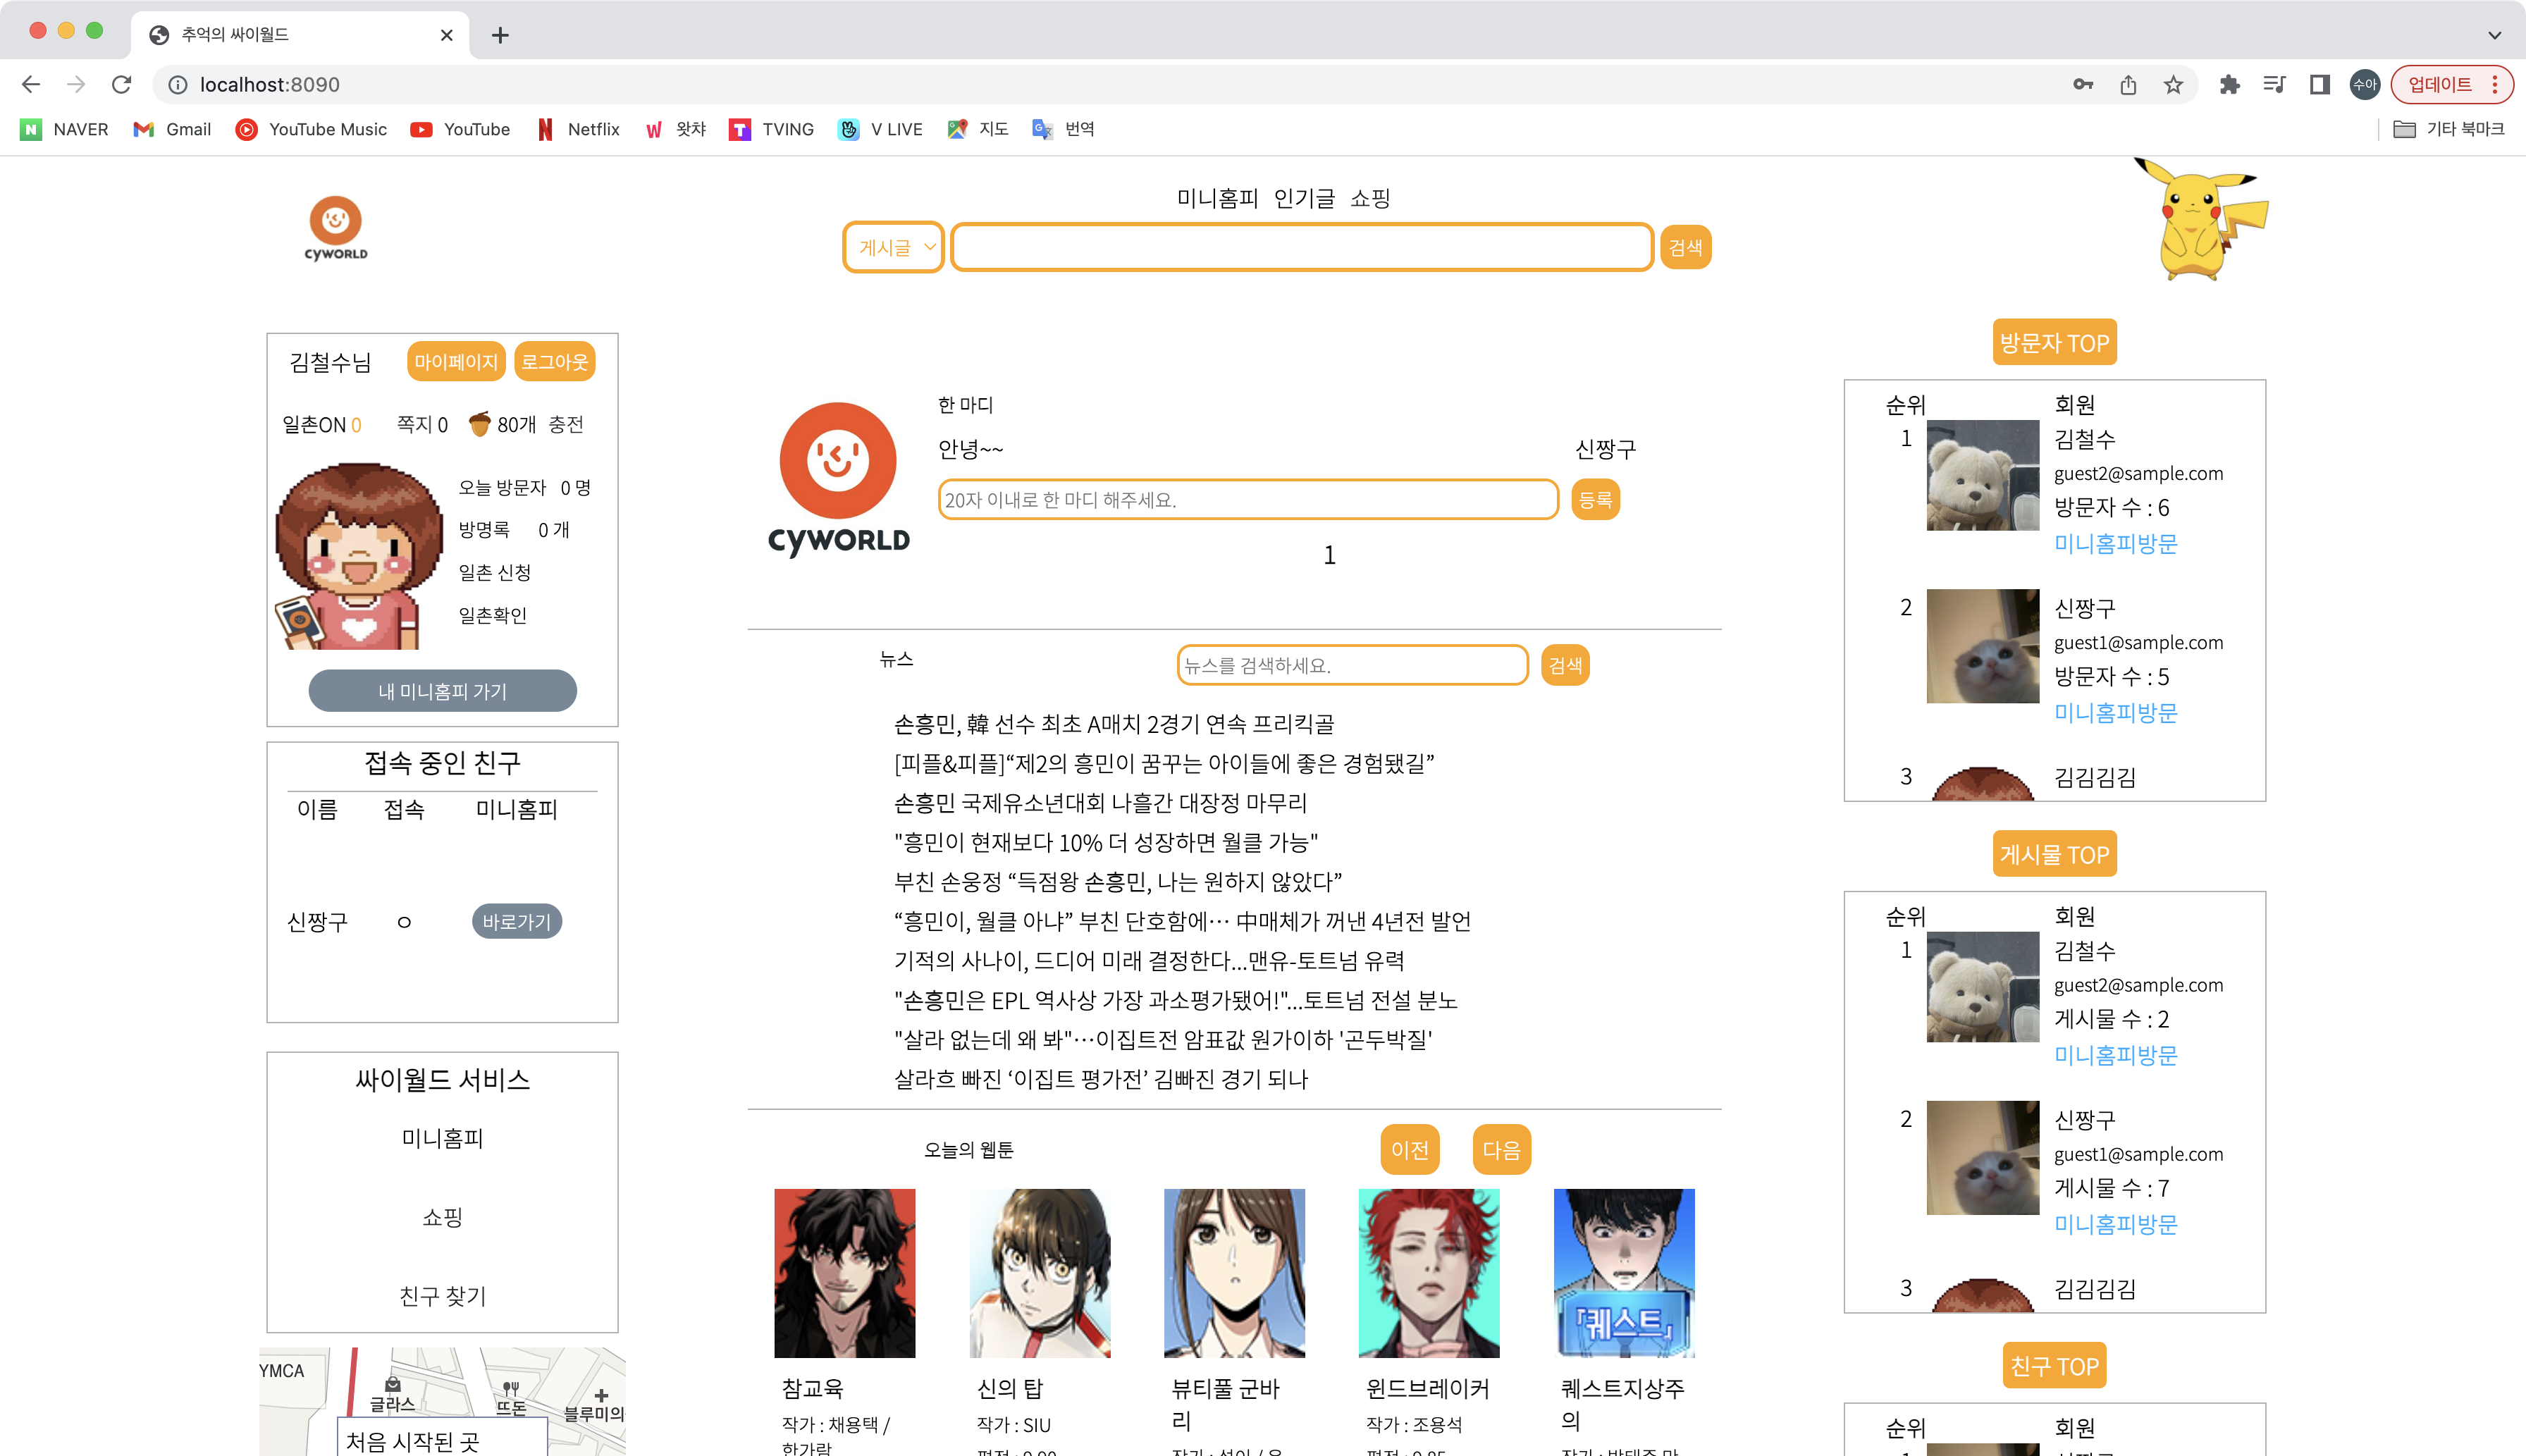 추억의 싸이월드
localhost:8090
수아
업데이트
NAVER
Gmail
YouTube Music
YouTube
Netflix
왓챠
TVING
V LIVE
지도
번역
기타 북마크
CYWORLD
미니홈피 인기글 쇼핑
게시글
검색
김철수님
마이페이지
로그아웃
일촌ON 0
쪽지 0
80개 충전
오늘 방문자 0 명
방명록 0 개
일촌 신청
일촌확인
내 미니홈피 가기
접속 중인 친구
이름 접속 미니홈피
신짱구 ㅇ 바로가기
싸이월드 서비스
미니홈피
쇼핑
친구 찾기
YMCA
글라스
뜨돈
블루미의
처음 시작된 곳
CYWORLD
한 마디
안녕~~ 신짱구
20자 이내로 한 마디 해주세요.
등록
1
뉴스
뉴스를 검색하세요.
검색
손흥민, 韓 선수 최초 A매치 2경기 연속 프리킥골
[피플&피플]“제2의 흥민이 꿈꾸는 아이들에 좋은 경험됐길”
손흥민 국제유소년대회 나흘간 대장정 마무리
"흥민이 현재보다 10% 더 성장하면 월클 가능"
부친 손웅정 “득점왕 손흥민, 나는 원하지 않았다”
“흥민이, 월클 아냐” 부친 단호함에… 中매체가 꺼낸 4년전 발언
기적의 사나이, 드디어 미래 결정한다...맨유-토트넘 유력
"손흥민은 EPL 역사상 가장 과소평가됐어!"...토트넘 전설 분노
"살라 없는데 왜 봐"…이집트전 암표값 원가이하 '곤두박질'
살라흐 빠진 ‘이집트 평가전’ 김빠진 경기 되나
오늘의 웹툰
이전
다음
『퀘스트』
참교육
작가 : 채용택 /
한가람
신의 탑
작가 : SIU
뷰티풀 군바
리
윈드브레이커
작가 : 조용석
퀘스트지상주
의
방문자 TOP
순위 회원
1 김철수
guest2@sample.com
방문자 수 : 6
미니홈피방문
2 신짱구
guest1@sample.com
방문자 수 : 5
미니홈피방문
3 김김김김
게시물 TOP
순위 회원
1 김철수
guest2@sample.com
게시물 수 : 2
미니홈피방문
2 신짱구
guest1@sample.com
게시물 수 : 7
미니홈피방문
3 김김김김
친구 TOP
순위 회원